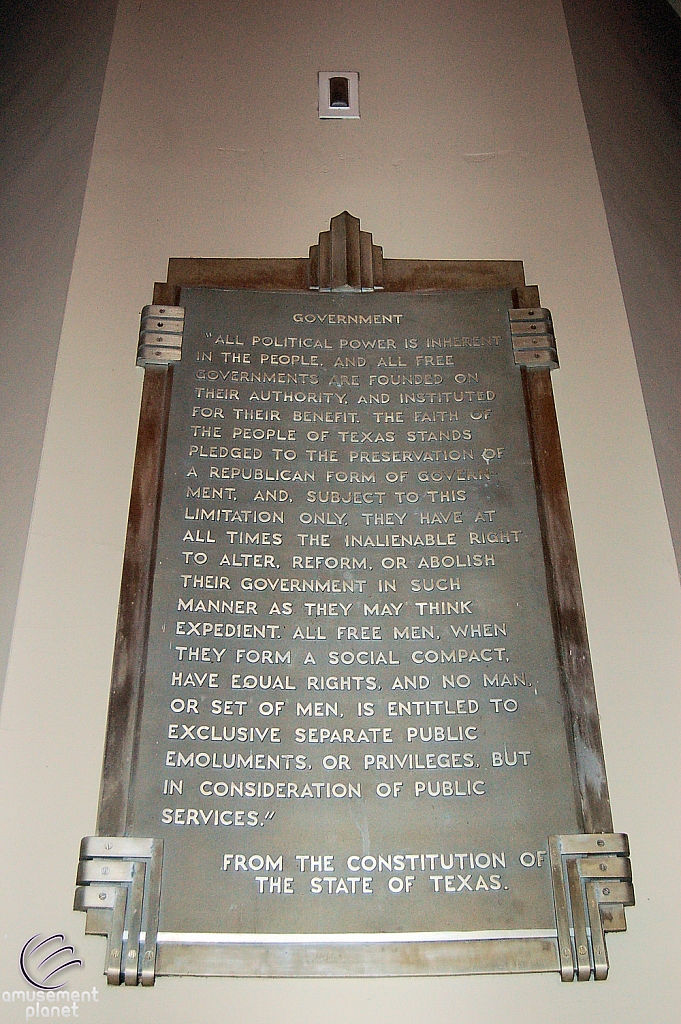 GOVERNMENT
"ALL POLITICAL POWER IS INHERENT
IN THE PEOPLE, AND ALL FREE
GOVERNMENTS ARE FOUNDED ON
THEIR AUTHORITY, AND INSTITUTED
FOR THEIR BENEFIT. THE FAITH OF
THE PEOPLE OF TEXAS STANDS
PLEDGED TO THE PRESERVATION OF
A REPUBLICAN FORM OF GOVERN-
MENT, AND, SUBJECT TO THIS
LIMITATION ONLY, THEY HAVE AT
ALL TIMES THE INALIENABLE RIGHT
TO ALTER, REFORM, OR ABOLISH
THEIR GOVERNMENT IN SUCH
MANNER AS THEY MAY THINK
EXPEDIENT. ALL FREE MEN, WHEN
THEY FORM A SOCIAL COMPACT,
HAVE EQUAL RIGHTS, AND NO MAN,
OR SET OF MEN, IS ENTITLED TO
EXCLUSIVE SEPARATE PUBLIC
EMOLUMENTS, OR PRIVILEGES, BUT
IN CONSIDERATION OF PUBLIC
SERVICES."
FROM THE CONSTITUTION OF
THE STATE OF TEXAS.
amusement
planet